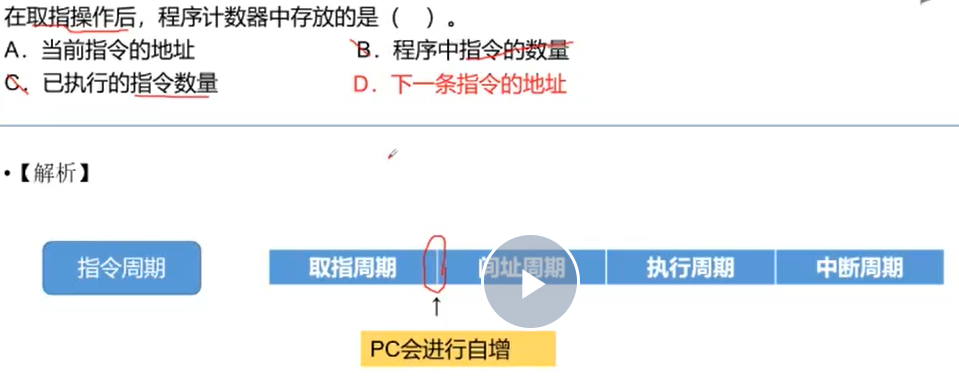 在取指操作后，程序计数器中存放的是（　）。
A．当前指令的地址 B．程序中指令的数量
C．已执行的指令数量 D．下一条指令的地址
•【解析】
指令周期 取指周期 间址周期 执行周期 中断周期
↑
PC会进行自增